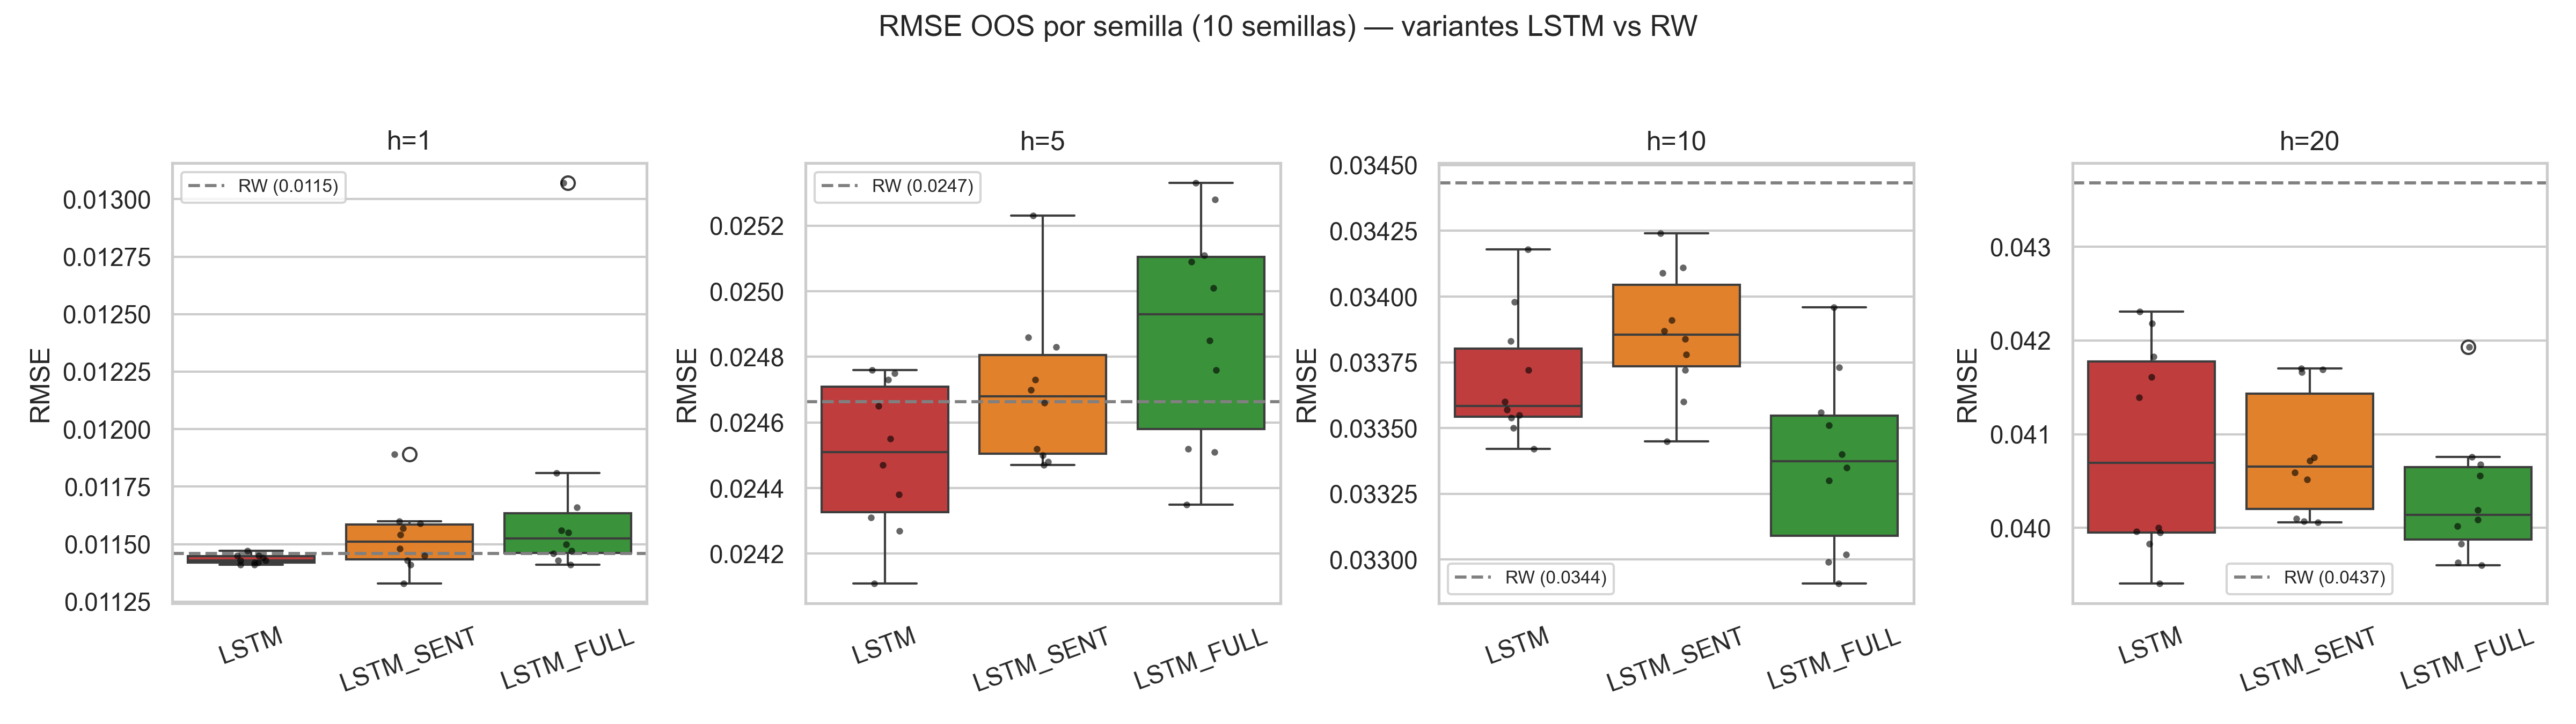 RMSE OOS por semilla (10 semillas) — variantes LSTM vs RW
h=1
RW (0.0115)
0.01300
0.01275
0.01250
0.01225
0.01200
0.01175
0.01150
0.01125
RMSE
LSTM
LSTM_SENT
LSTM_FULL
h=5
RW (0.0247)
0.0252
0.0250
0.0248
0.0246
0.0244
0.0242
RMSE
LSTM
LSTM_SENT
LSTM_FULL
h=10
0.03450
0.03425
0.03400
0.03375
0.03350
0.03325
0.03300
RMSE
RW (0.0344)
LSTM
LSTM_SENT
LSTM_FULL
h=20
0.043
0.042
0.041
0.040
RMSE
RW (0.0437)
LSTM
LSTM_SENT
LSTM_FULL